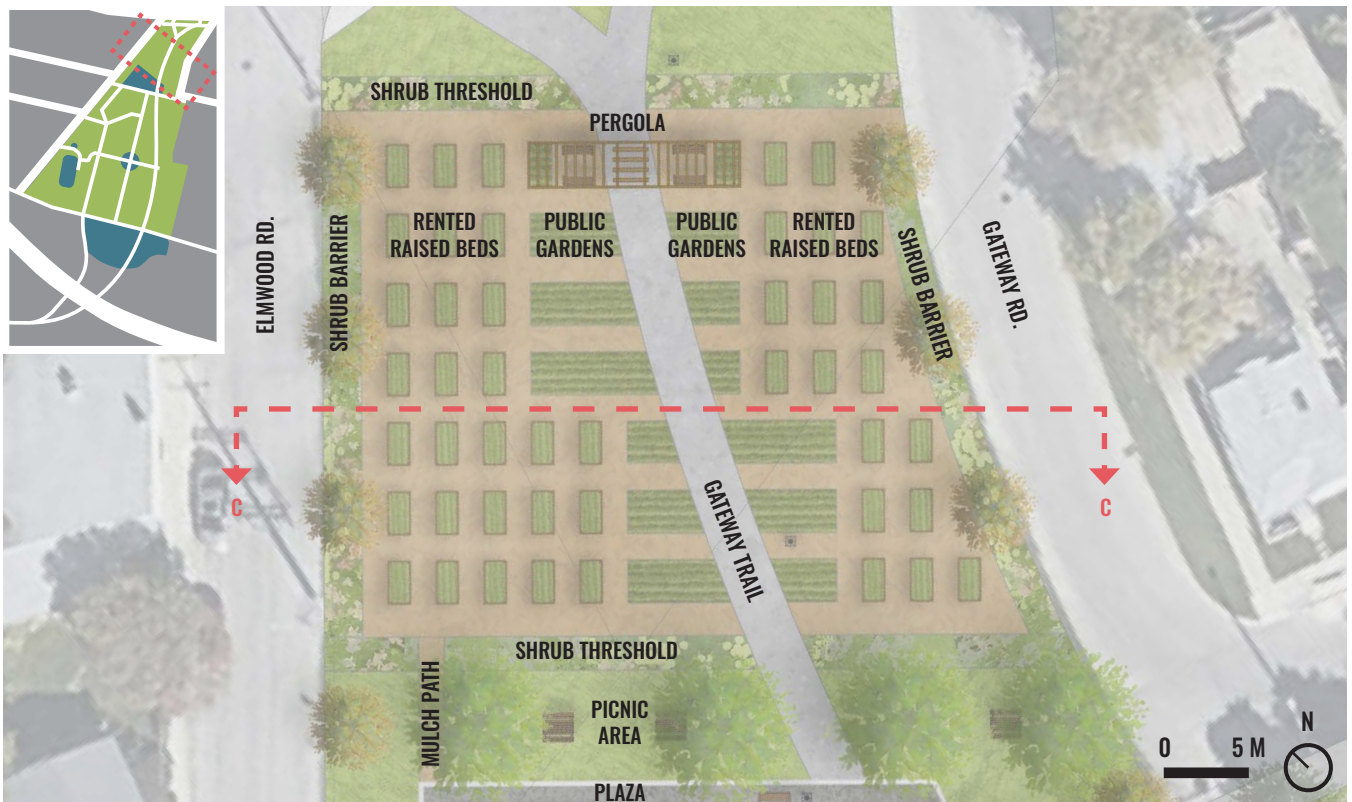 SHRUB THRESHOLD
PERGOLA
ELMWOOD RD.
SHRUB BARRIER
RENTED
RAISED BEDS
PUBLIC
GARDENS
PUBLIC
GARDENS
RENTED
RAISED BEDS
SHRUB BARRIER
GATEWAY RD.
C
C
GATEWAY TRAIL
SHRUB THRESHOLD
MULCH PATH
PICNIC
AREA
PLAZA
0 5 M
N